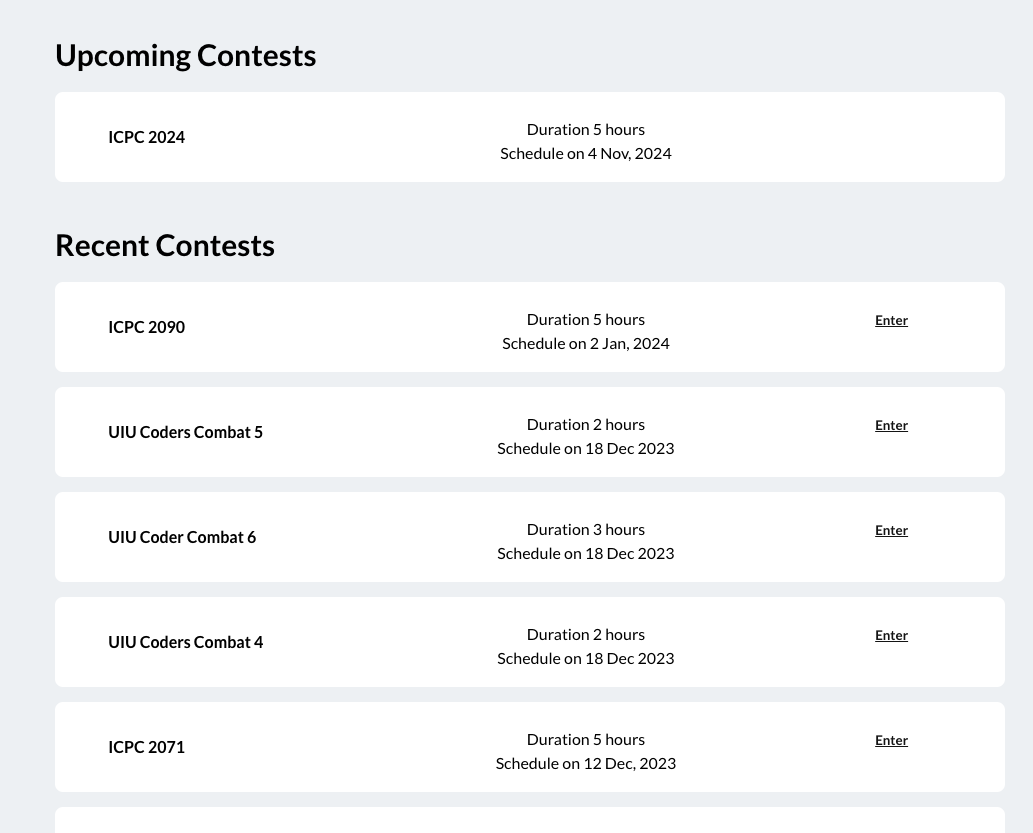 Upcoming Contests
ICPC 2024
Duration 5 hours
Schedule on 4 Nov, 2024
Recent Contests
ICPC 2090
Duration 5 hours
Schedule on 2 Jan, 2024
Enter
UIU Coders Combat 5
Duration 2 hours
Schedule on 18 Dec 2023
Enter
UIU Coder Combat 6
Duration 3 hours
Schedule on 18 Dec 2023
Enter
UIU Coders Combat 4
Duration 2 hours
Schedule on 18 Dec 2023
Enter
ICPC 2071
Duration 5 hours
Schedule on 12 Dec, 2023
Enter